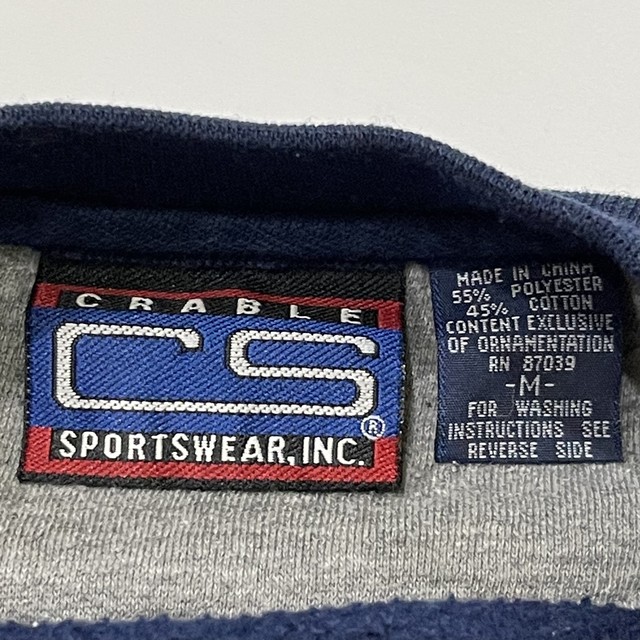 CRABLE
CS
®
SPORTSWEAR, INC.
MADE IN CHINA
55% POLYESTER
45% COTTON
CONTENT EXCLUSIVE
OF ORNAMENTATION
RN 87039
-M-
FOR WASHING
INSTRUCTIONS SEE
REVERSE SIDE